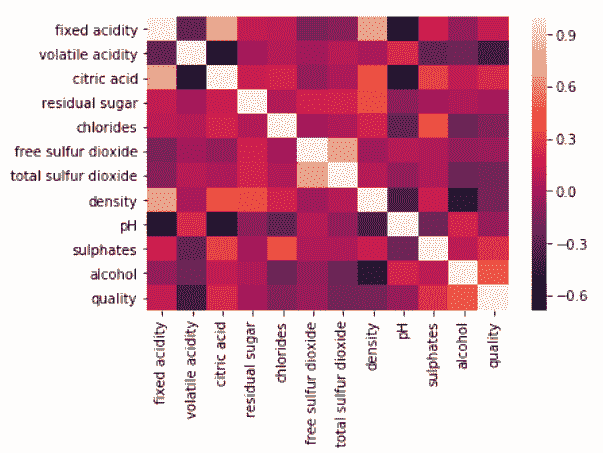 fixed acidity
volatile acidity
citric acid
residual sugar
chlorides
free sulfur dioxide
total sulfur dioxide
density
pH
sulphates
alcohol
quality
fixed acidity
volatile acidity
citric acid
residual sugar
chlorides
free sulfur dioxide
total sulfur dioxide
density
pH
sulphates
alcohol
quality
0.9
0.6
0.3
0.0
−0.3
−0.6